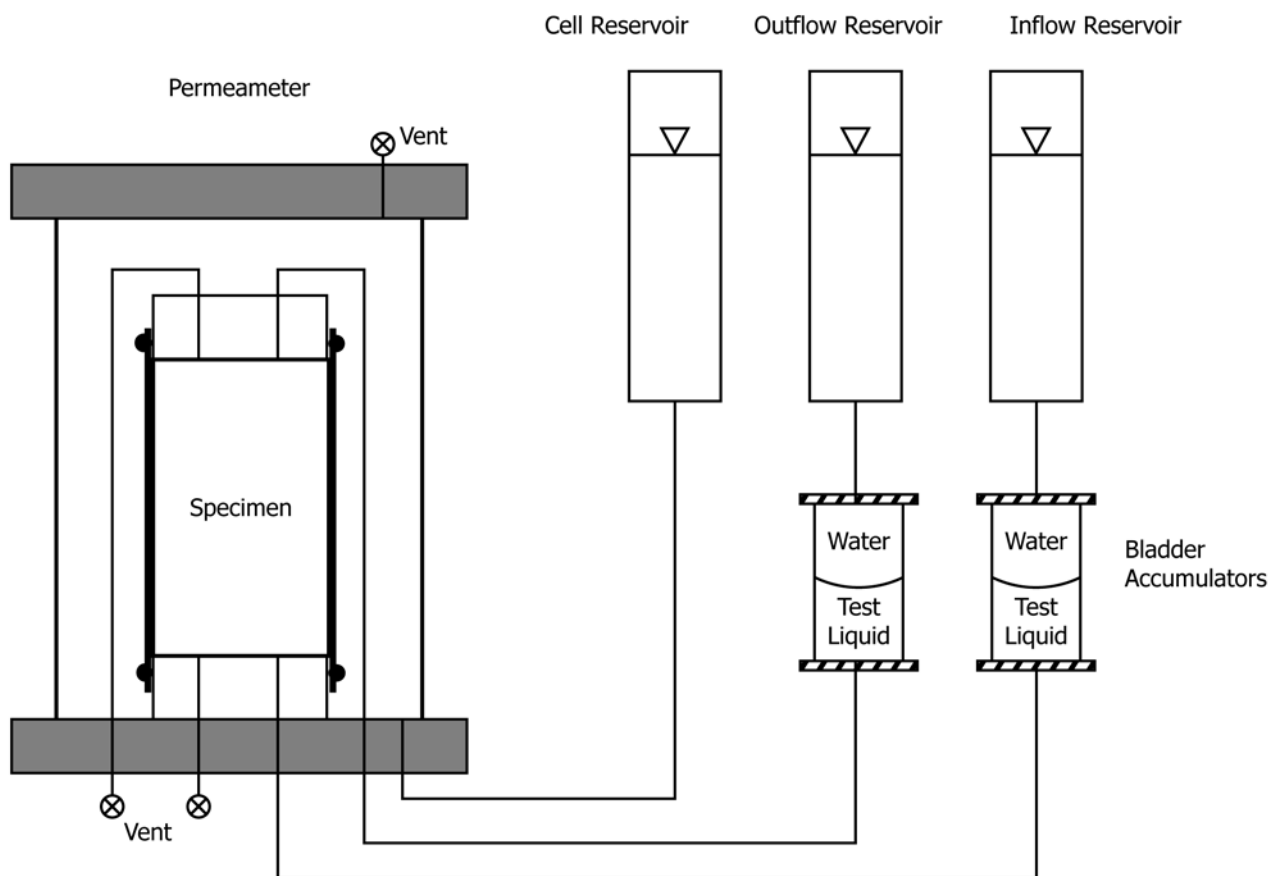 Cell Reservoir
Outflow Reservoir
Inflow Reservoir
Permeameter
Vent
Specimen
Water
Test
Liquid
Water
Test
Liquid
Bladder
Accumulators
Vent